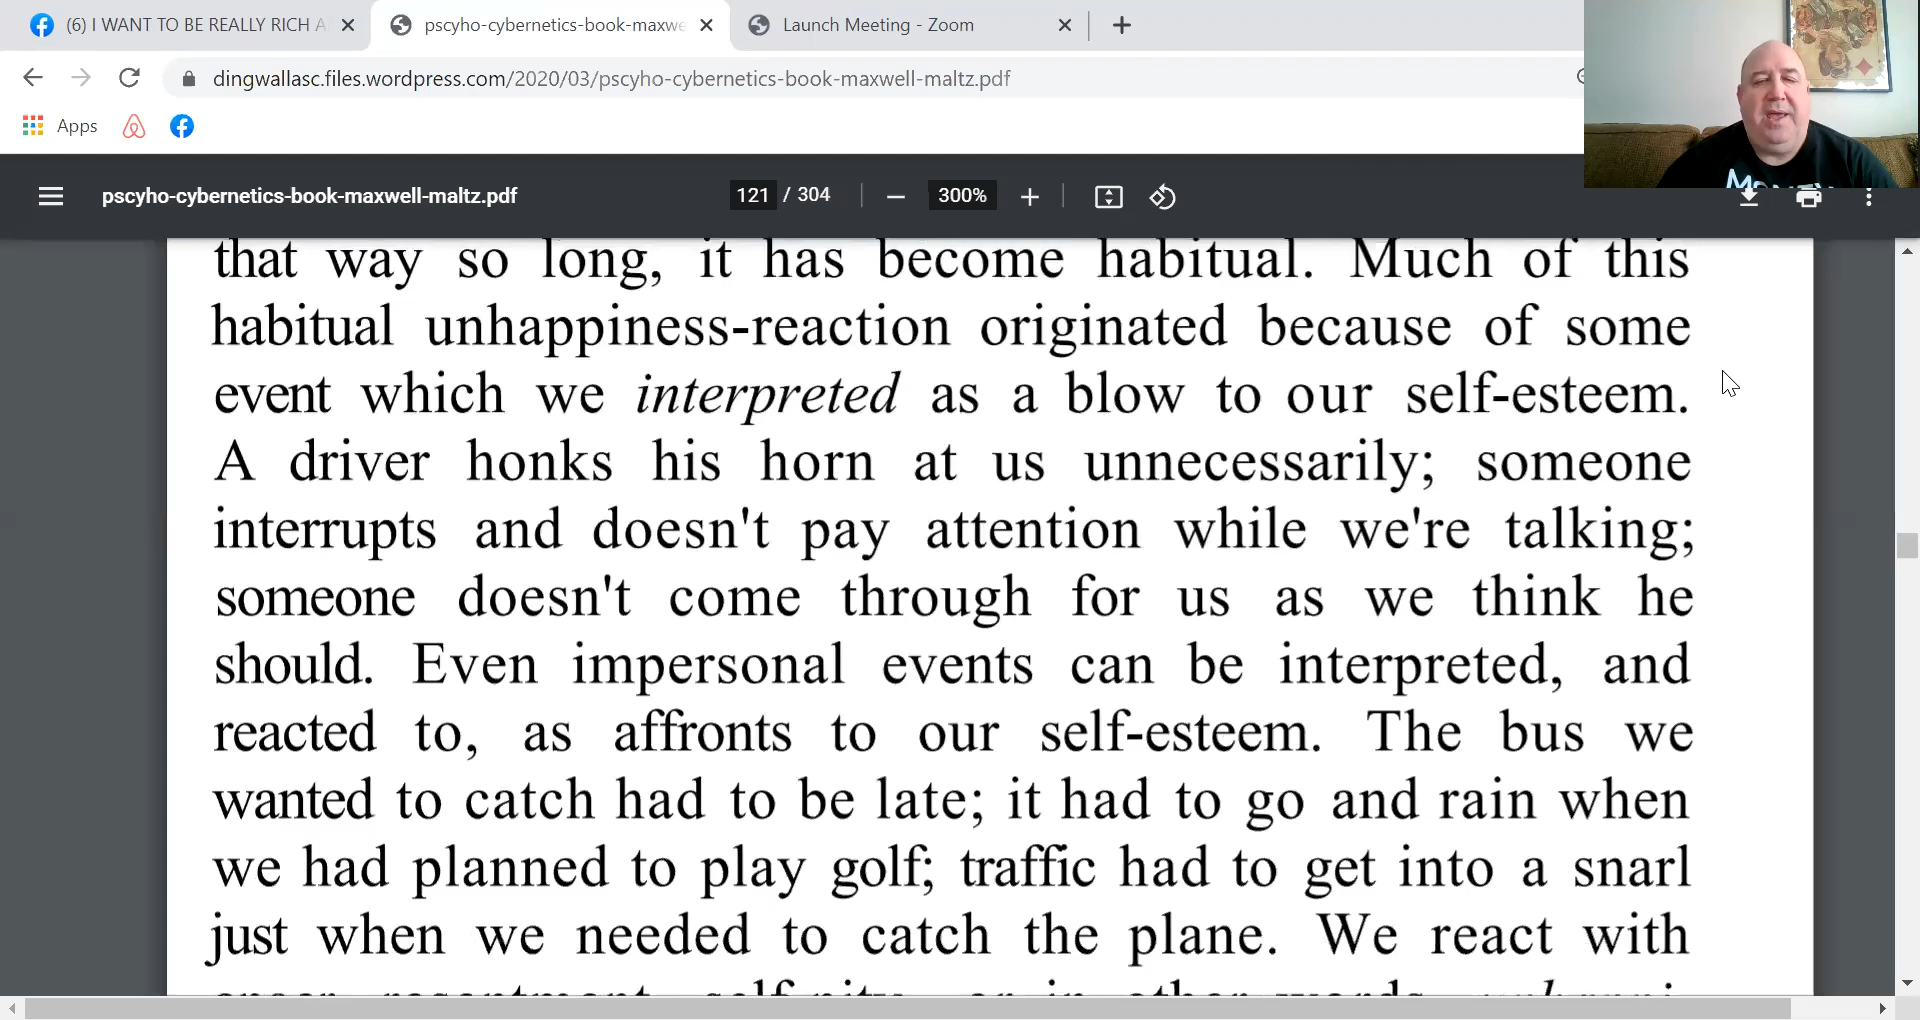 (6) I WANT TO BE REALLY RICH A
pscyho-cybernetics-book-maxwe
Launch Meeting - Zoom
dingwallasc.files.wordpress.com/2020/03/pscyho-cybernetics-book-maxwell-maltz.pdf
Apps
pscyho-cybernetics-book-maxwell-maltz.pdf
121 / 304
300%
that way so long, it has become habitual. Much of this
habitual unhappiness-reaction originated because of some
event which we interpreted as a blow to our self-esteem.
A driver honks his horn at us unnecessarily; someone
interrupts and doesn't pay attention while we're talking;
someone doesn't come through for us as we think he
should. Even impersonal events can be interpreted, and
reacted to, as affronts to our self-esteem. The bus we
wanted to catch had to be late; it had to go and rain when
we had planned to play golf; traffic had to get into a snarl
just when we needed to catch the plane. We react with